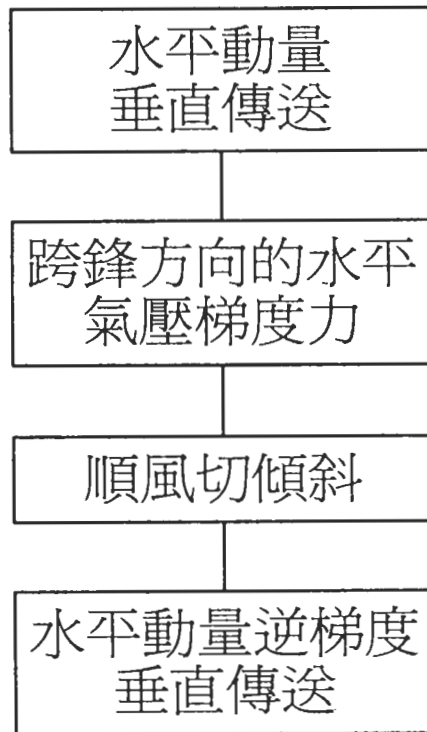 水平動量
垂直傳送
跨鋒方向的水平
氣壓梯度力
順風切傾斜
水平動量逆梯度
垂直傳送